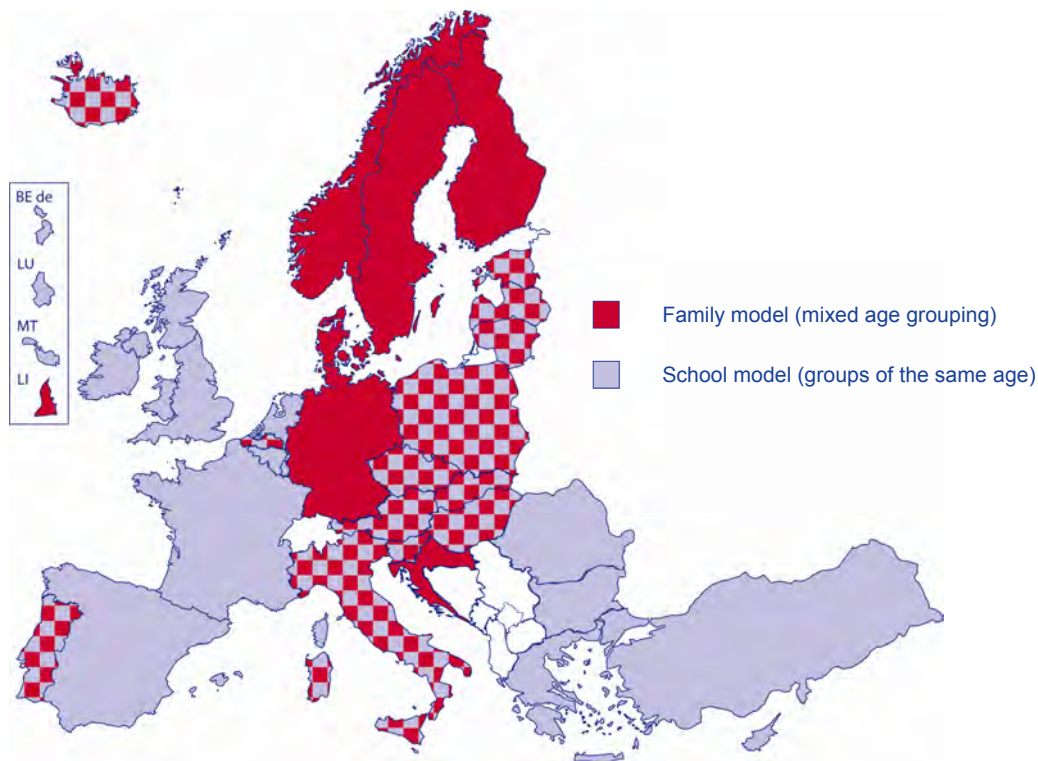 BE de
LU
MT
LI
Family model (mixed age grouping)
School model (groups of the same age)